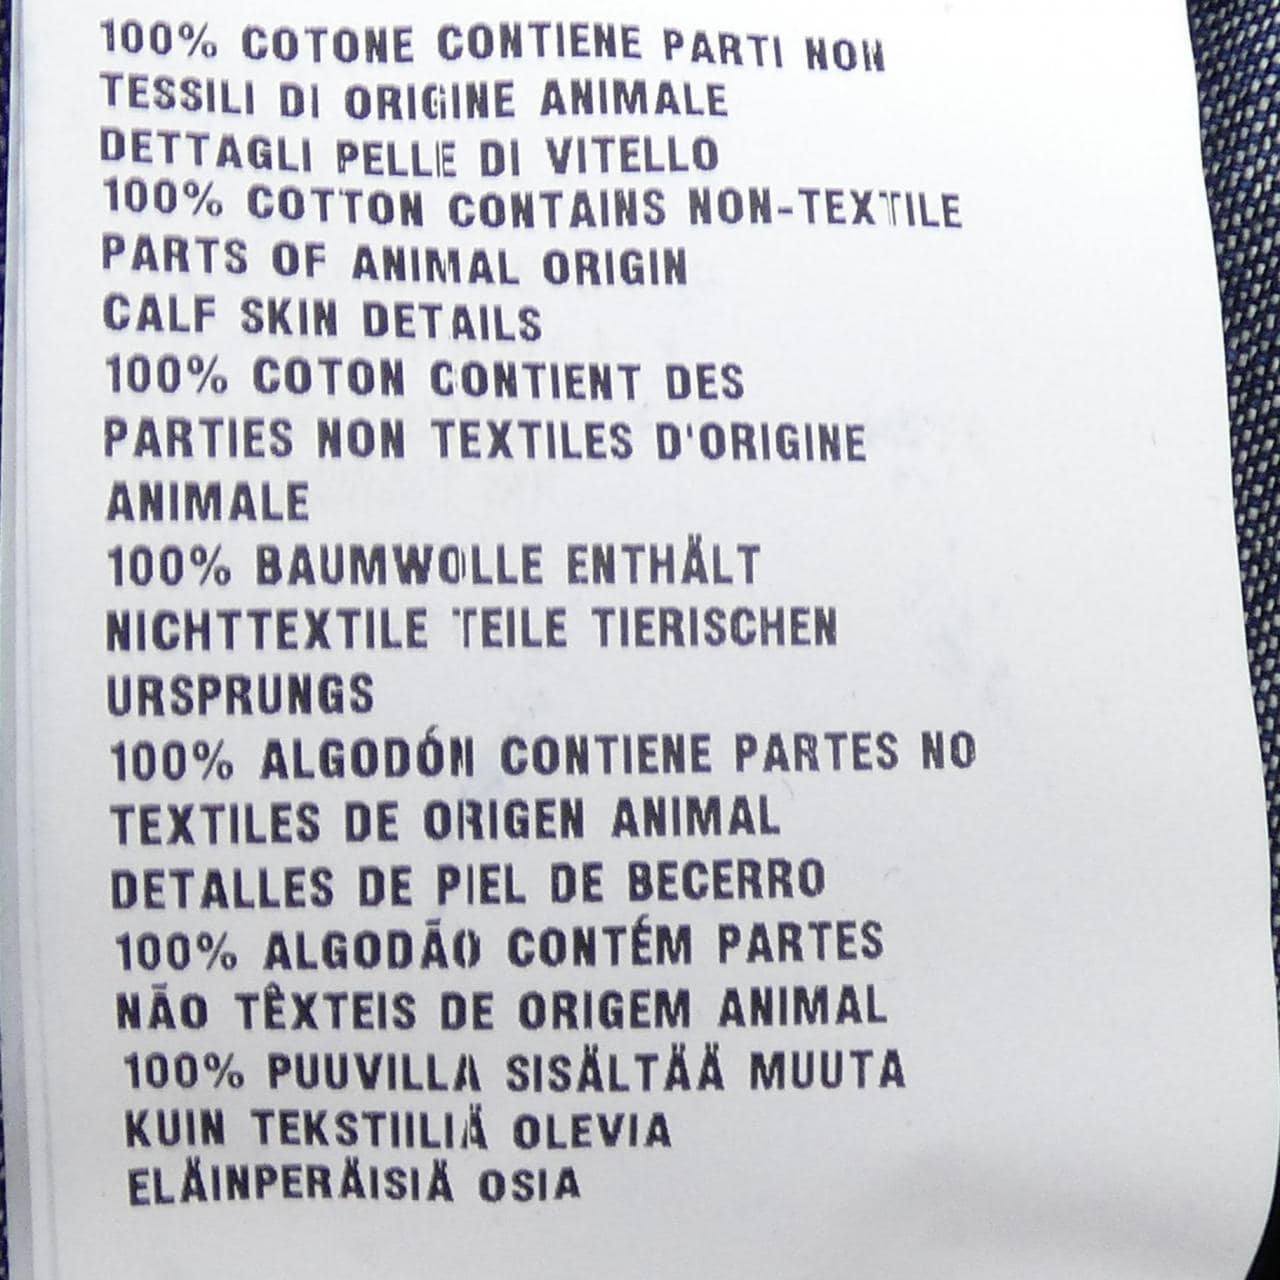 100% COTONE CONTIENE PARTI NON
TESSILI DI ORIGINE ANIMALE
DETTAGLI PELLE DI VITELLO
100% COTTON CONTAINS NON-TEXTILE
PARTS OF ANIMAL ORIGIN
CALF SKIN DETAILS
100% COTON CONTIENT DES
PARTIES NON TEXTILES D'ORIGINE
ANIMALE
100% BAUMWOLLE ENTHÄLT
NICHTTEXTILE TEILE TIERISCHEN
URSPRUNGS
100% ALGODÓN CONTIENE PARTES NO
TEXTILES DE ORIGEN ANIMAL
DETALLES DE PIEL DE BECERRO
100% ALGODÃO CONTÉM PARTES
NÃO TÊXTEIS DE ORIGEM ANIMAL
100% PUUVILLA SISÄLTÄÄ MUUTA
KUIN TEKSTIILIÄ OLEVIA
ELÄINPERÄISIÄ OSIA